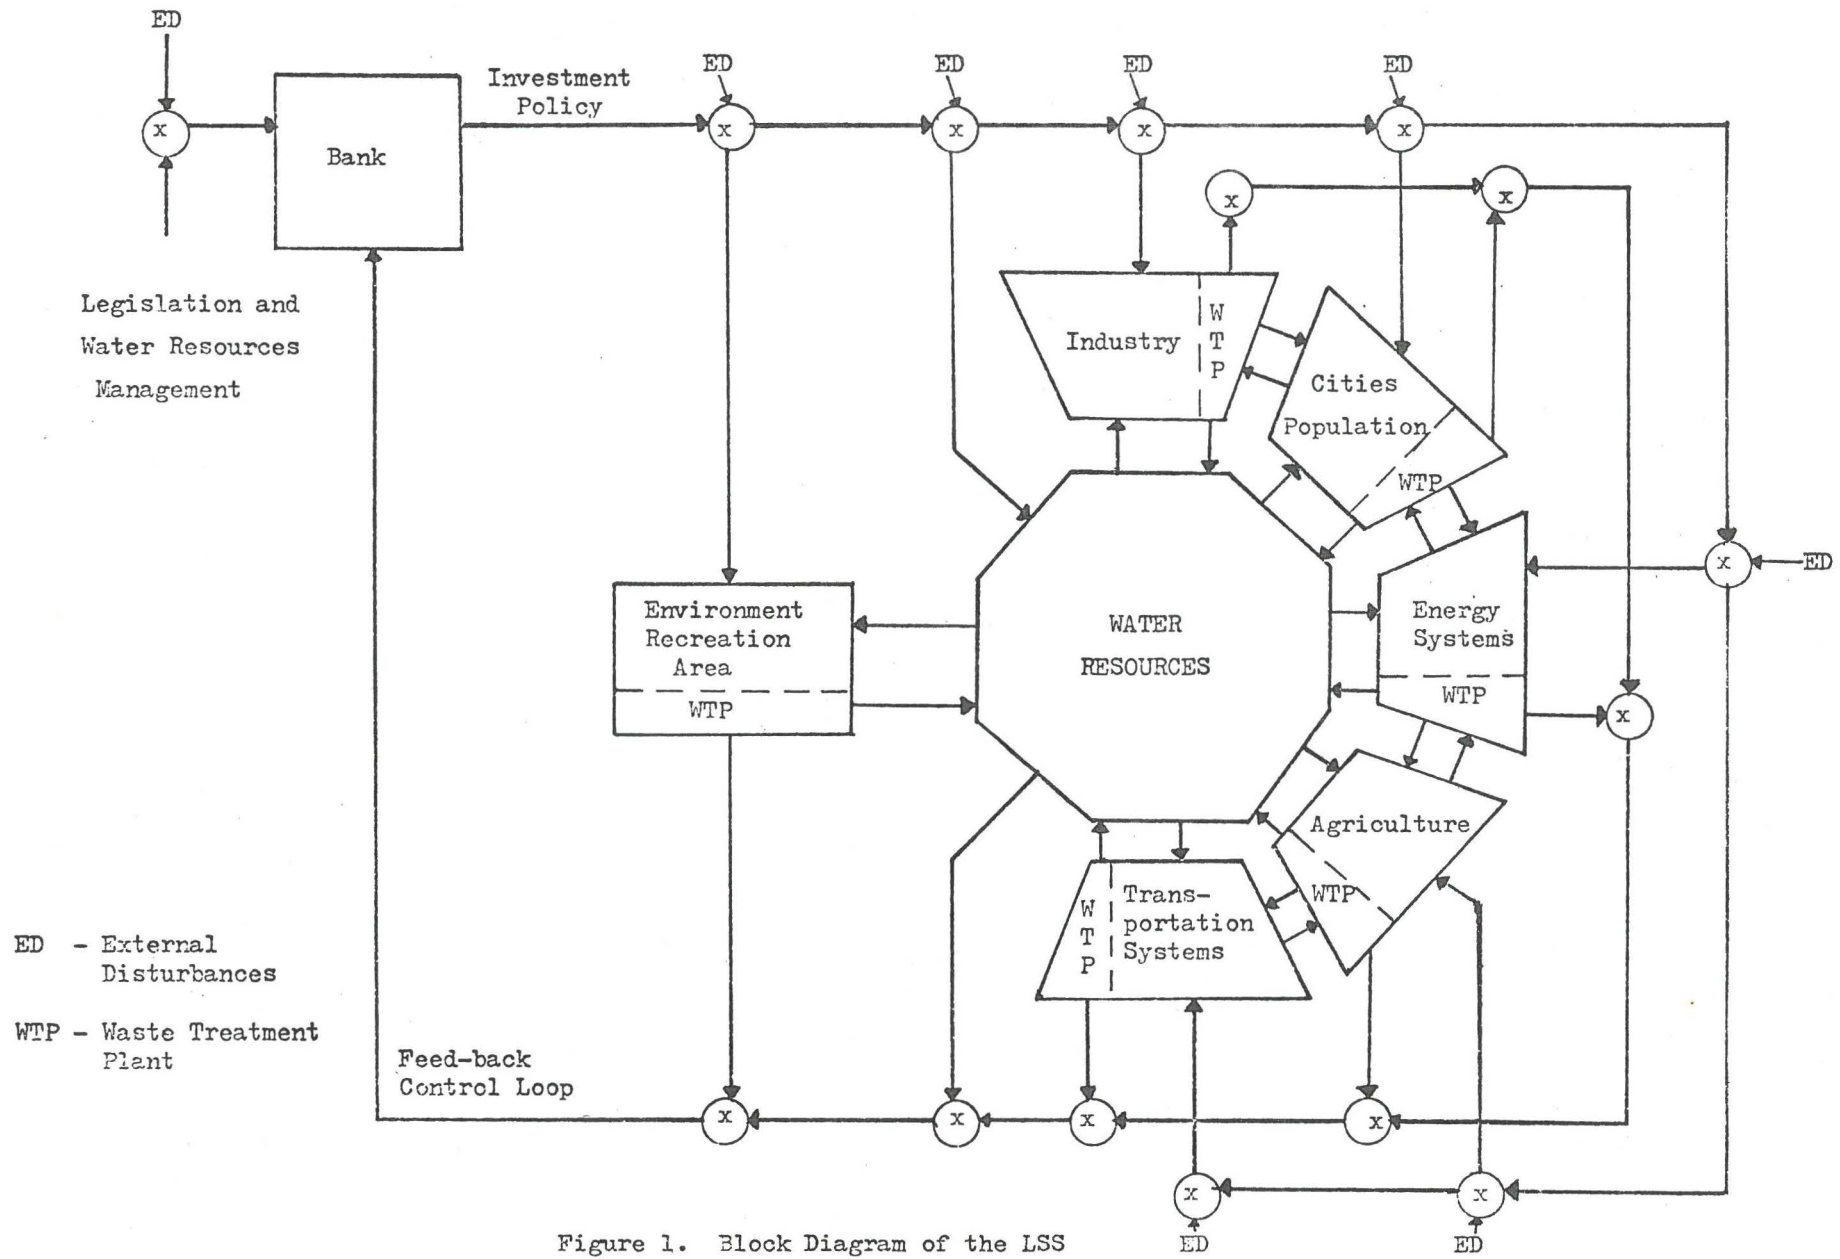 ED
ED
ED
ED
ED
Investment
Policy
x
x
x
x
x
Bank
x
x
Legislation and
Water Resources
Management
Industry
W
T
P
Cities
Population
WTP
x
ED
Environment
Recreation
Area
WTP
WATER
RESOURCES
Energy
Systems
WTP
x
Agriculture
WTP
W
T
P
Trans-
portation
Systems
ED - External
Disturbances
WTP - Waste Treatment
Plant
Feed-back
Control Loop
x
x
x
x
x
x
ED
ED
Figure 1. Block Diagram of the LSS